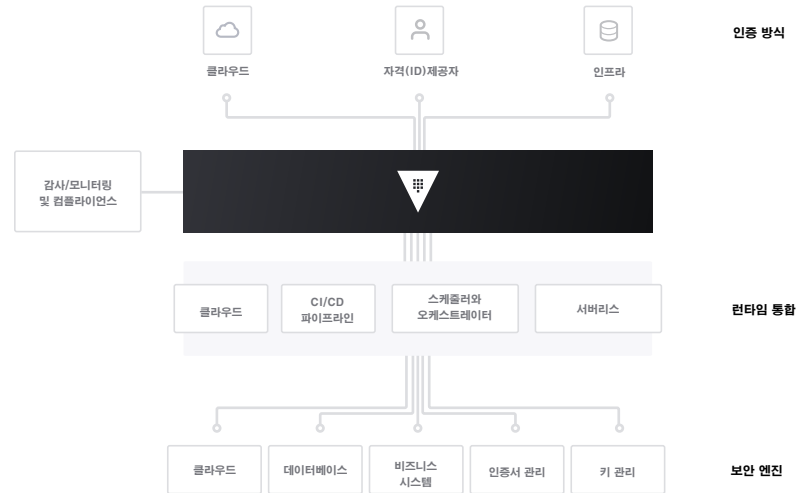 인증 방식
클라우드
자격(ID)제공자
인프라
감사/모니터링
및 컴플라이언스
클라우드
CI/CD
파이프라인
스케줄러와
오케스트레이터
서버리스
런타임 통합
클라우드
데이터베이스
비즈니스
시스템
인증서 관리
키 관리
보안 엔진